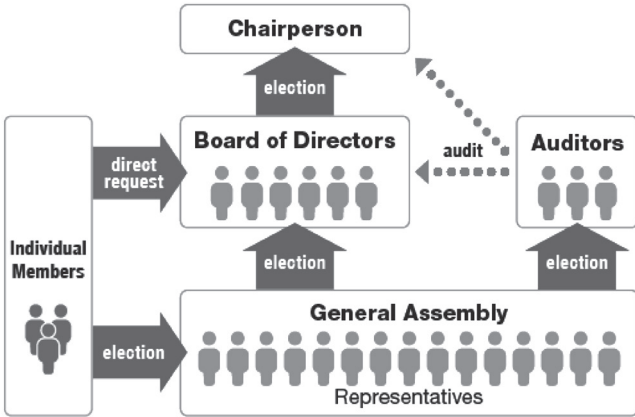 Chairperson
election
Board of Directors
audit
Auditors
direct
request
Individual
Members
election
election
General Assembly
election
Representatives